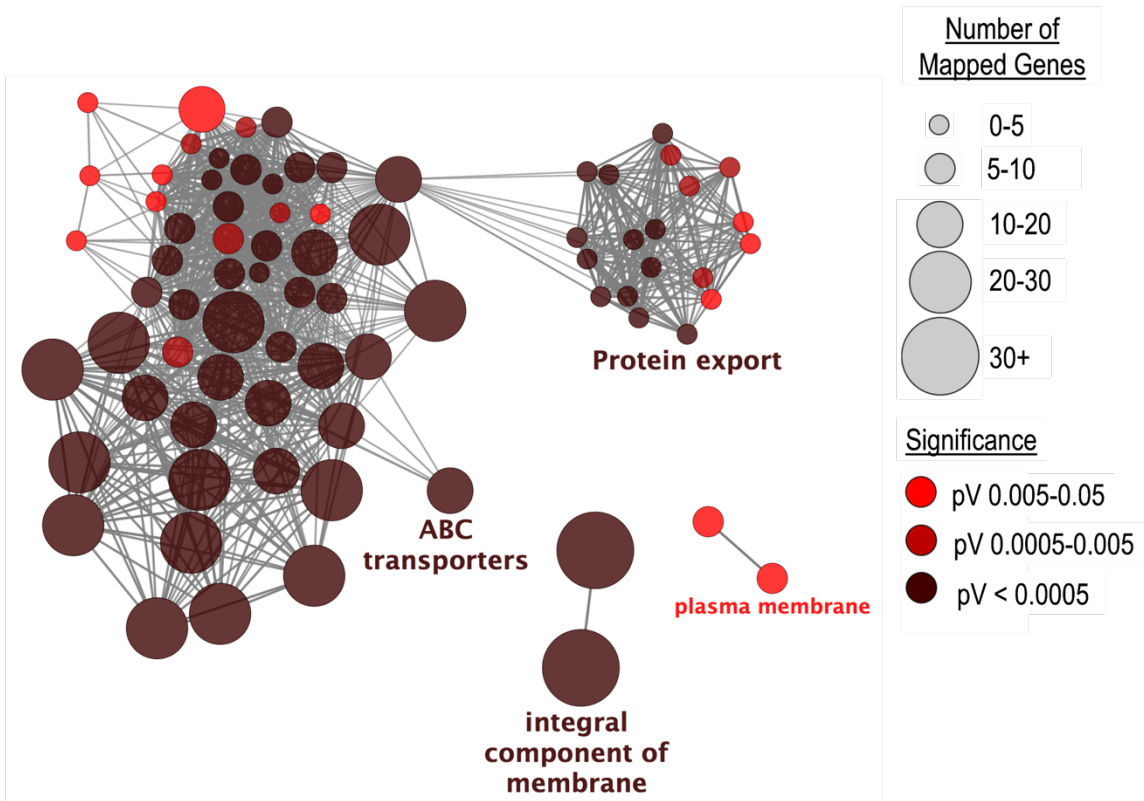 Number of
Mapped Genes
0-5
5-10
10-20
20-30
30+
Significance
pV 0.005-0.05
pV 0.0005-0.005
pV < 0.0005
Protein export
ABC
transporters
plasma membrane
integral
component of
membrane